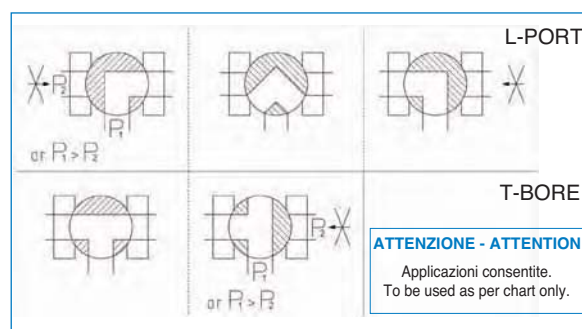 L-PORT
P₂
P₁
or P₁ > P₂
T-BORE
P₂
P₁
or P₁ > P₂
ATTENZIONE - ATTENTION
Applicazioni consentite.
To be used as per chart only.